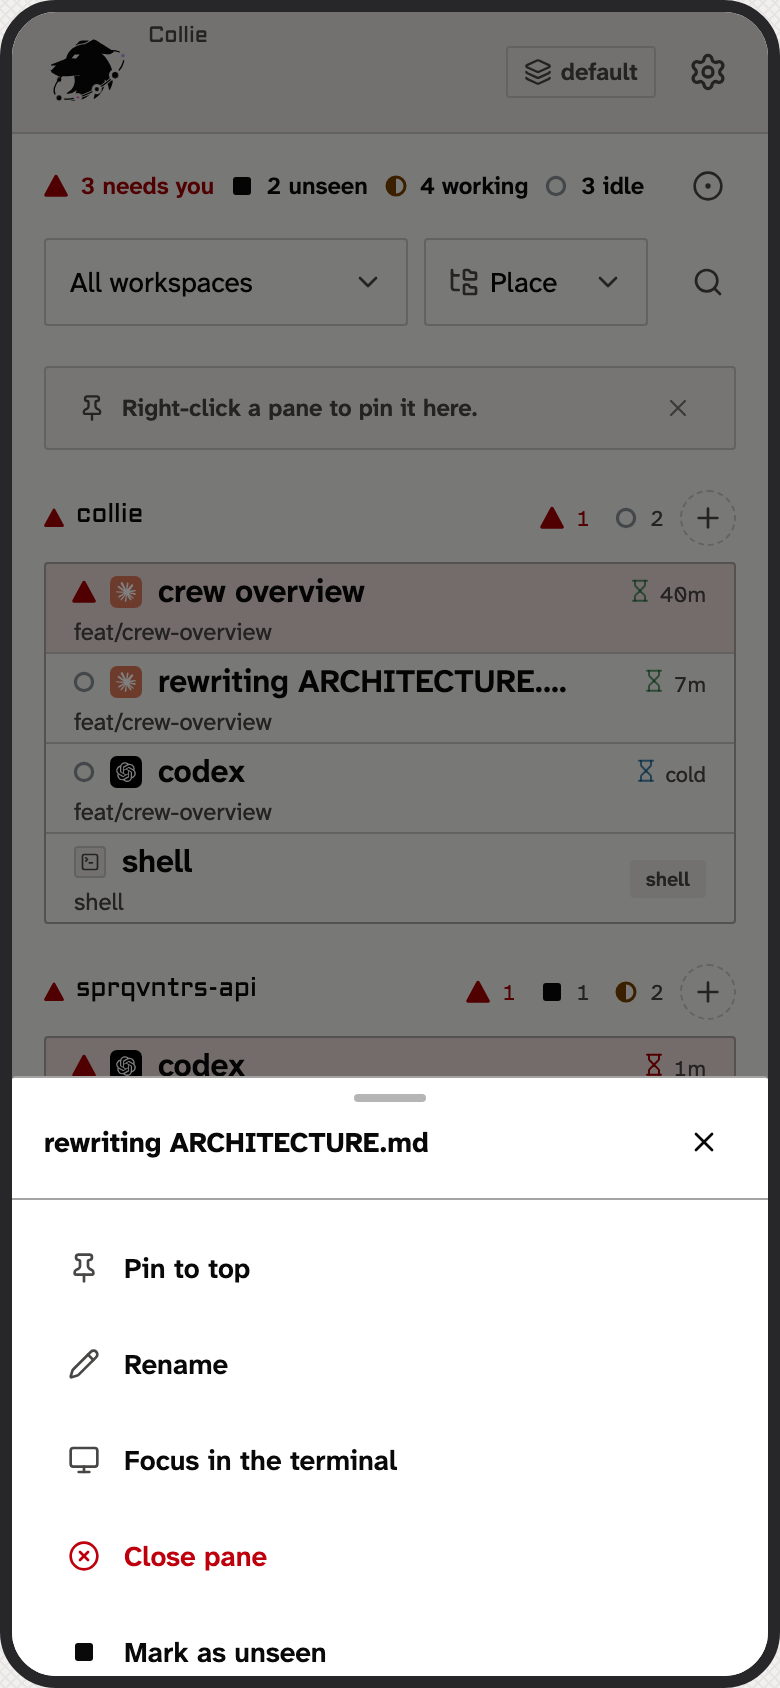 Collie
default
3 needs you 2 unseen 4 working 3 idle
All workspaces Place
Right-click a pane to pin it here.
collie 1 2
crew overview 40m
feat/crew-overview
rewriting ARCHITECTURE.... 7m
feat/crew-overview
codex cold
feat/crew-overview
shell
shell shell
sprqvntrs-api 1 1 2
codex 1m
rewriting ARCHITECTURE.md
Pin to top
Rename
Focus in the terminal
Close pane
Mark as unseen